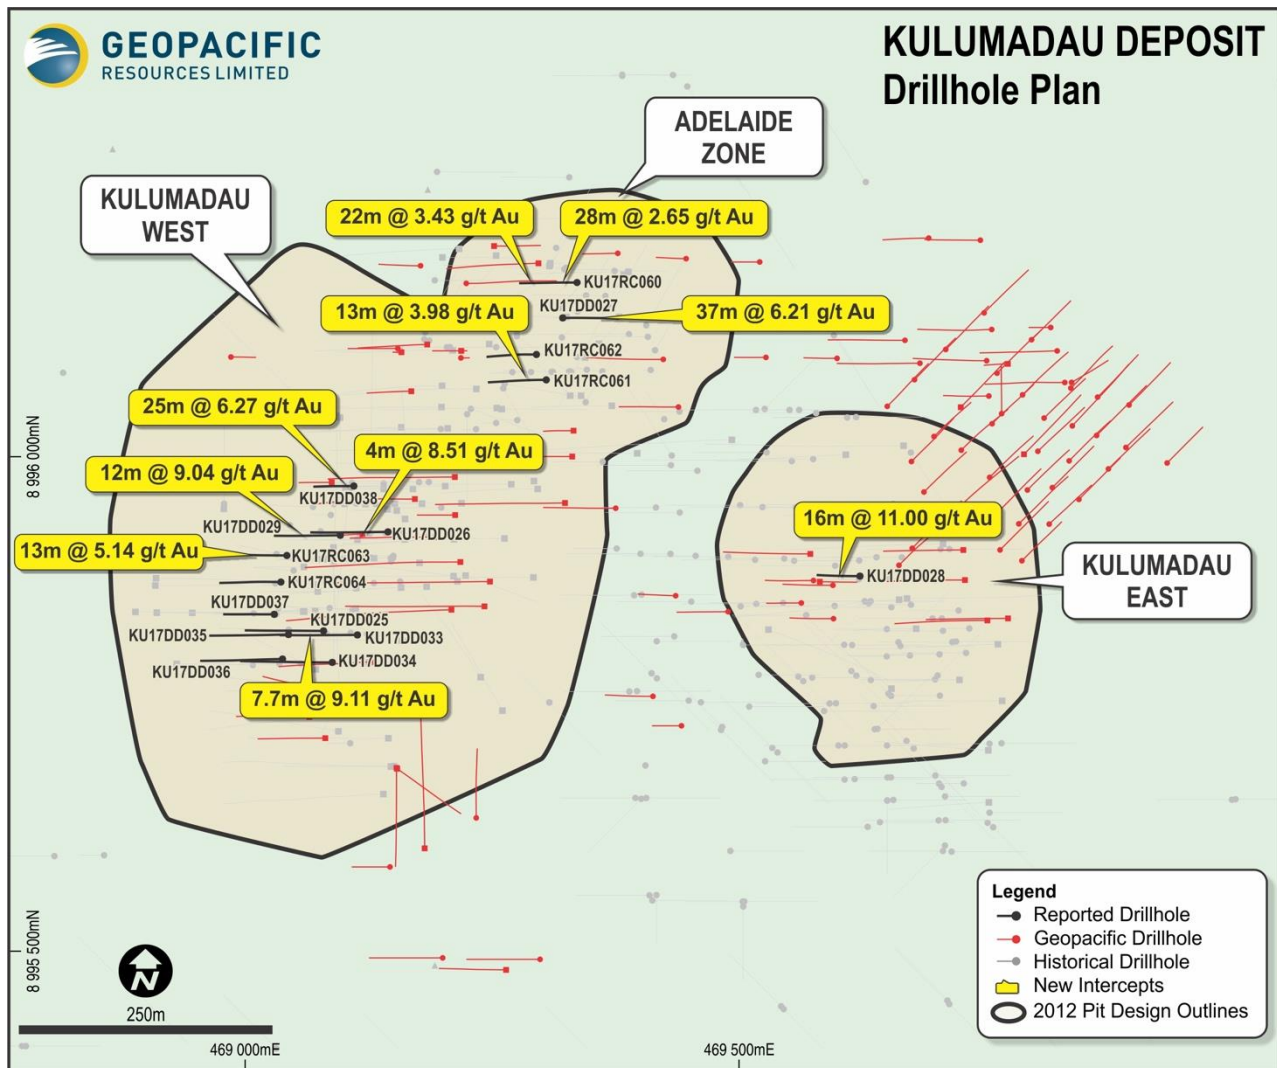 GEOPACIFIC
RESOURCES LIMITED
KULUMADAU DEPOSIT
Drillhole Plan
ADELAIDE
ZONE
KULUMADAU
WEST
22m @ 3.43 g/t Au
28m @ 2.65 g/t Au
KU17RC060
KU17DD027
13m @ 3.98 g/t Au
37m @ 6.21 g/t Au
KU17RC062
KU17RC061
25m @ 6.27 g/t Au
4m @ 8.51 g/t Au
8 996 000mN
12m @ 9.04 g/t Au
KU17DD038
16m @ 11.00 g/t Au
KU17DD029
KU17DD026
13m @ 5.14 g/t Au
KU17RC063
KULUMADAU
EAST
KU17DD028
KU17RC064
KU17DD037
KU17DD025
KU17DD035
KU17DD033
KU17DD034
KU17DD036
7.7m @ 9.11 g/t Au
Legend
Reported Drillhole
Geopacific Drillhole
Historical Drillhole
New Intercepts
2012 Pit Design Outlines
8 995 500mN
N
250m
469 000mE
469 500mE